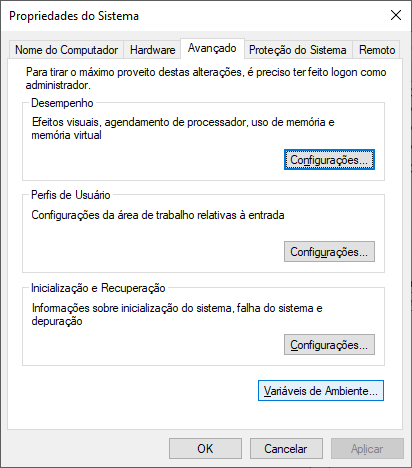 Propriedades do Sistema
Nome do Computador Hardware Avançado Proteção do Sistema Remoto
Para tirar o máximo proveito destas alterações, é preciso ter feito logon como
administrador.
Desempenho
Efeitos visuais, agendamento de processador, uso de memória e
memória virtual
Configurações...
Perfis de Usuário
Configurações da área de trabalho relativas à entrada
Configurações...
Inicialização e Recuperação
Informações sobre inicialização do sistema, falha do sistema e
depuração
Configurações...
Variáveis de Ambiente...
OK Cancelar Aplicar